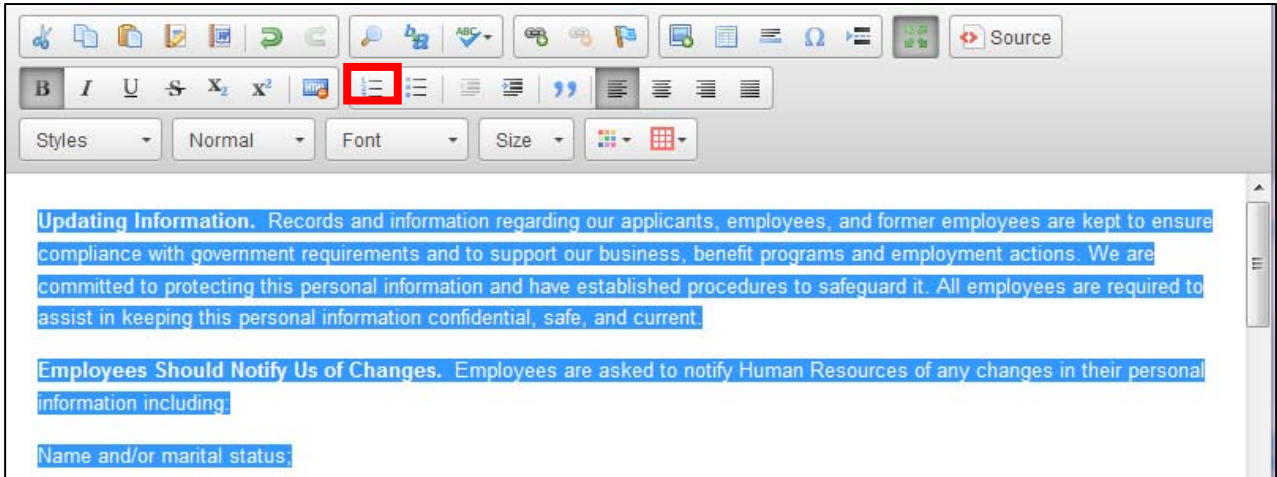 ABC
Source
B I U S X₂ X²
Styles Normal Font Size
Updating Information. Records and information regarding our applicants, employees, and former employees are kept to ensure
compliance with government requirements and to support our business, benefit programs and employment actions. We are
committed to protecting this personal information and have established procedures to safeguard it. All employees are required to
assist in keeping this personal information confidential, safe, and current.
Employees Should Notify Us of Changes. Employees are asked to notify Human Resources of any changes in their personal
information including:
Name and/or marital status;